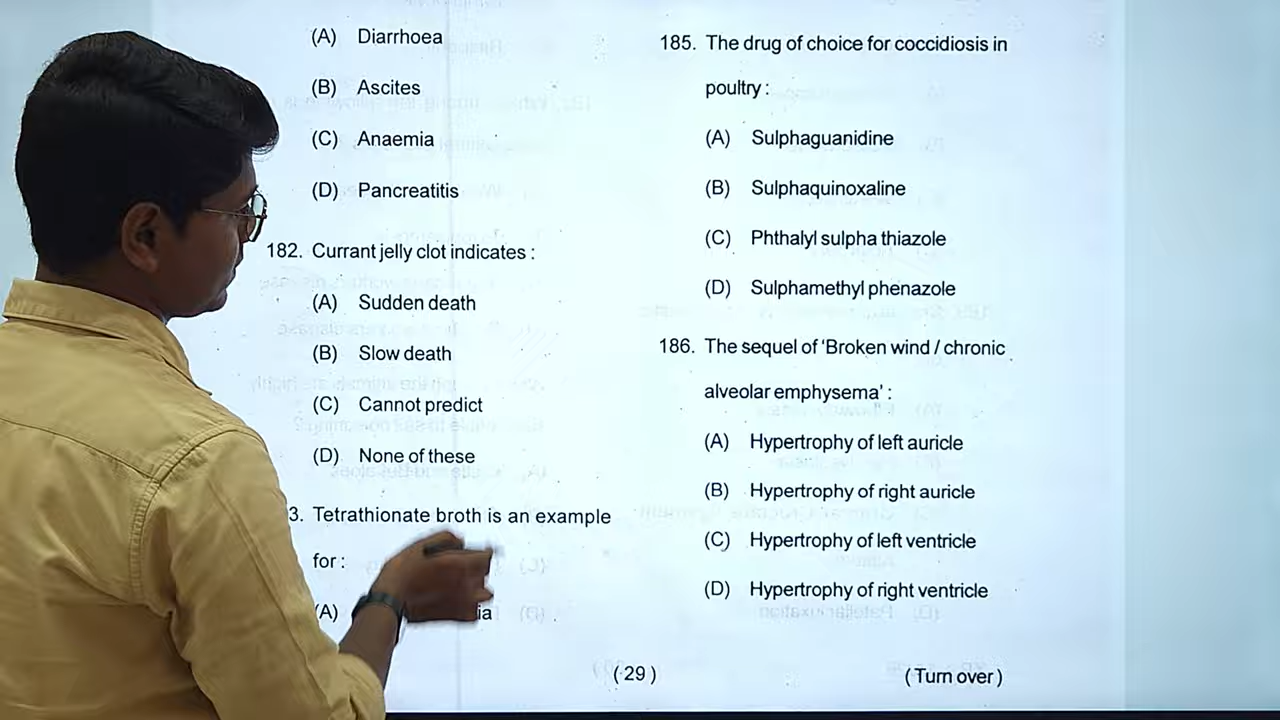 (A) Diarrhoea
(B) Ascites
(C) Anaemia
(D) Pancreatitis
182. Currant jelly clot indicates :
(A) Sudden death
(B) Slow death
(C) Cannot predict
(D) None of these
3. Tetrathionate broth is an example
for :
(A)
185. The drug of choice for coccidiosis in
poultry :
(A) Sulphaguanidine
(B) Sulphaquinoxaline
(C) Phthalyl sulpha thiazole
(D) Sulphamethyl phenazole
186. The sequel of 'Broken wind / chronic
alveolar emphysema' :
(A) Hypertrophy of left auricle
(B) Hypertrophy of right auricle
(C) Hypertrophy of left ventricle
(D) Hypertrophy of right ventricle
( 29 )
( Turn over )